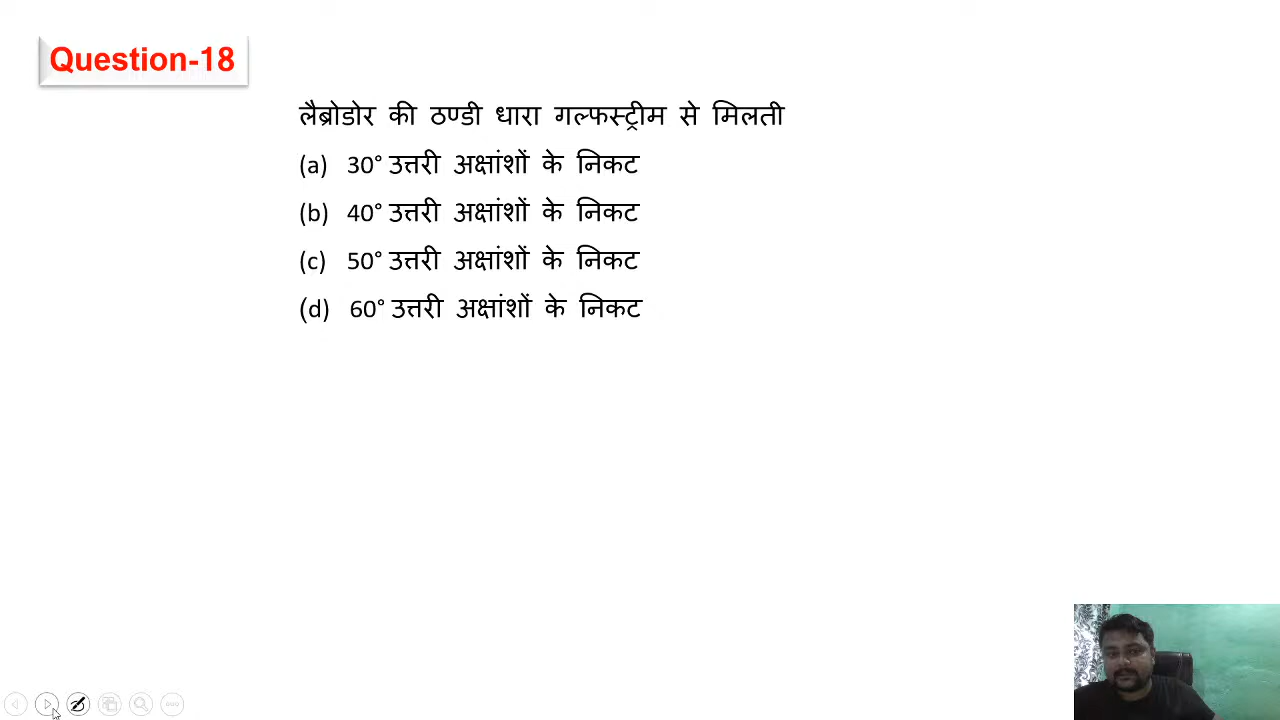 Question-18
लैब्रोडोर की ठण्डी धारा गल्फस्ट्रीम से मिलती
(a) 30° उत्तरी अक्षांशों के निकट
(b) 40° उत्तरी अक्षांशों के निकट
(c) 50° उत्तरी अक्षांशों के निकट
(d) 60° उत्तरी अक्षांशों के निकट